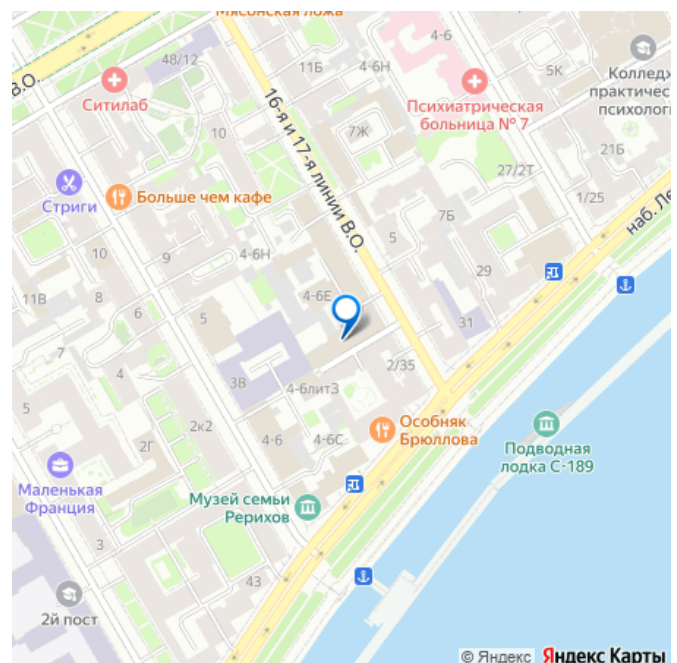 Масонская ложа
В.О.
48/12
11Б
4-6Н
4-6
5К
Ситилаб
Психиатрическая
больница № 7
Колледж
практичес
психологи
10
7Ж
16-я и 17-я линии В.О.
21Б
27/2Т
1/25
наб. Ле
Стриги
Больше чем кафе
7Б
5
10
9
4-6Н
29
11В
8
6
4-6Е
31
5
7
4
3В
4-6литЗ
2/35
5
2к2
2Г
4-6
4-6С
Особняк
Брюллова
Подводная
лодка С-189
Маленькая
Франция
Музей семьи
Рерихов
3
43
2й пост
© Яндекс Яндекс Карты